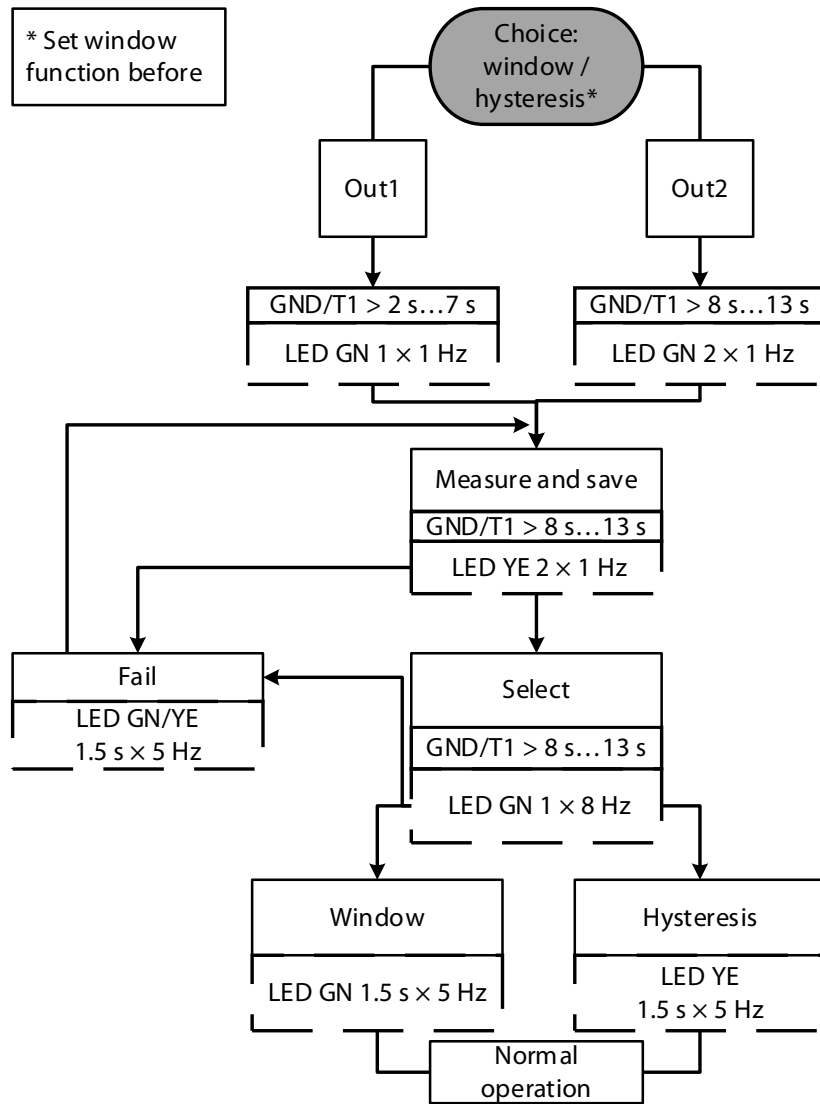 * Set window
function before
Choice:
window /
hysteresis*
Out1
Out2
GND/T1 > 2 s…7 s
LED GN 1 × 1 Hz
GND/T1 > 8 s…13 s
LED GN 2 × 1 Hz
Measure and save
GND/T1 > 8 s…13 s
LED YE 2 × 1 Hz
Fail
LED GN/YE
1.5 s × 5 Hz
Select
GND/T1 > 8 s…13 s
LED GN 1 × 8 Hz
Window
LED GN 1.5 s × 5 Hz
Hysteresis
LED YE
1.5 s × 5 Hz
Normal
operation